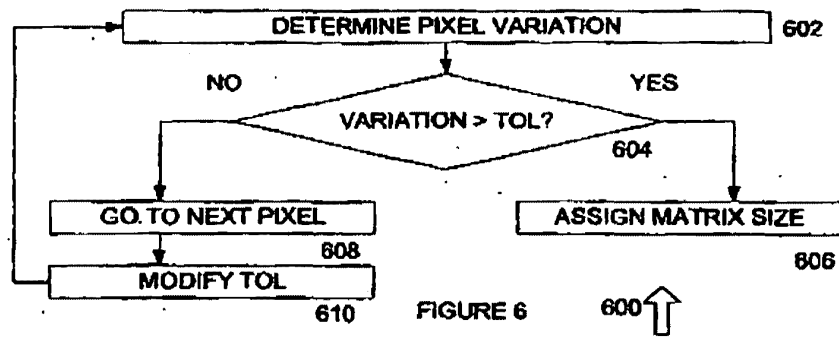 DETERMINE PIXEL VARIATION 602
NO YES
VARIATION > TOL?
604
GO TO NEXT PIXEL ASSIGN MATRIX SIZE
608 606
MODIFY TOL
610 FIGURE 6 600